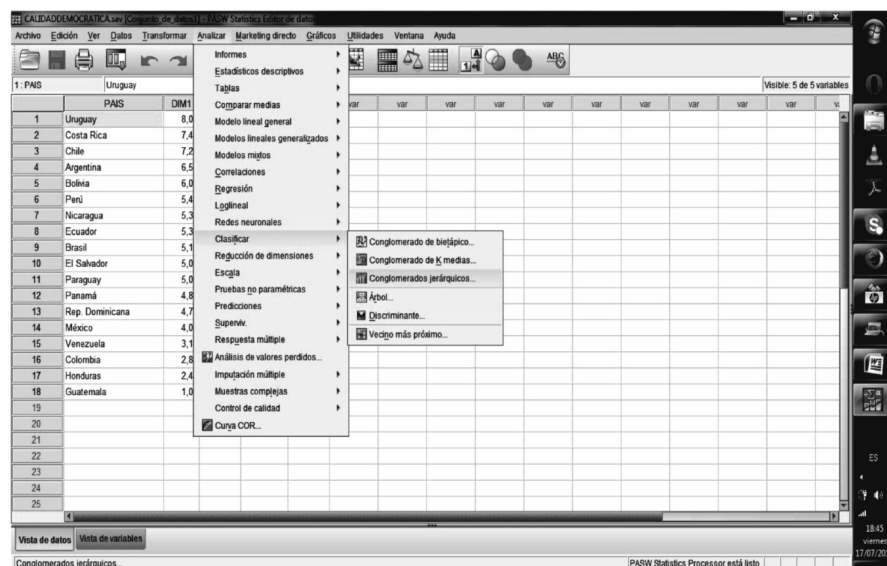 CALIDADDEMOCRATICA.sav [Conjunto_de_datos1] - PASW Statistics Editor de datos
Archivo Edición Ver Datos Transformar Analizar Marketing directo Gráficos Utilidades Ventana Ayuda
1 : PAIS Uruguay Visible: 5 de 5 variables
PAIS DIM1 var var var var var var var var var
1 Uruguay 8,0
2 Costa Rica 7,4
3 Chile 7,2
4 Argentina 6,5
5 Bolivia 6,0
6 Perú 5,4
7 Nicaragua 5,3
8 Ecuador 5,3
9 Brasil 5,1
10 El Salvador 5,0
11 Paraguay 5,0
12 Panamá 4,8
13 Rep. Dominicana 4,7
14 México 4,0
15 Venezuela 3,1
16 Colombia 2,8
17 Honduras 2,4
18 Guatemala 1,0
19
20
21
22
23
24
25
Informes
Estadísticos descriptivos
Tablas
Comparar medias
Modelo lineal general
Modelos lineales generalizados
Modelos mixtos
Correlaciones
Regresión
Loglineal
Redes neuronales
Clasificar
Reducción de dimensiones
Escala
Pruebas no paramétricas
Predicciones
Superviv.
Respuesta múltiple
Análisis de valores perdidos...
Imputación múltiple
Muestras complejas
Control de calidad
Curva COR...
Conglomerado de bietápico...
Conglomerado de K medias...
Conglomerados jerárquicos...
Árbol...
Discriminante...
Vecino más próximo...
Vista de datos Vista de variables
Conglomerados jerárquicos... PASW Statistics Processor está listo
ES
18:45
viernes
17/07/20